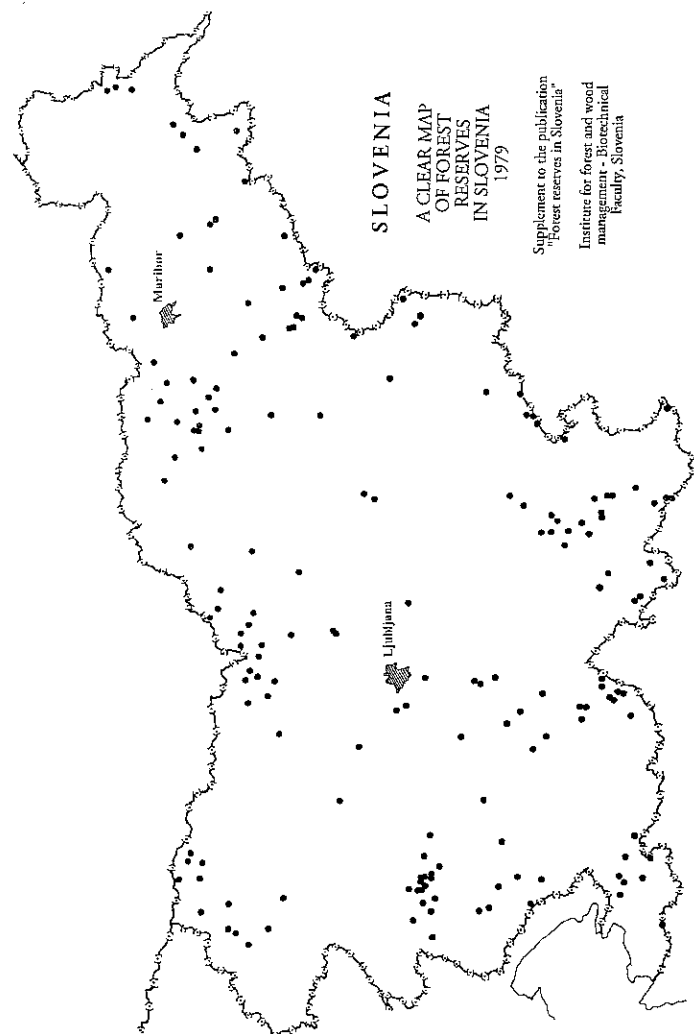 SLOVENIA
A CLEAR MAP
OF FOREST
RESERVES
IN SLOVENIA
1979
Supplement to the publication
"Forest reserves in Slovenia"
Institute for forest and wood
management - Biotechnical
Faculty, Slovenia
Maribor
Ljubljana